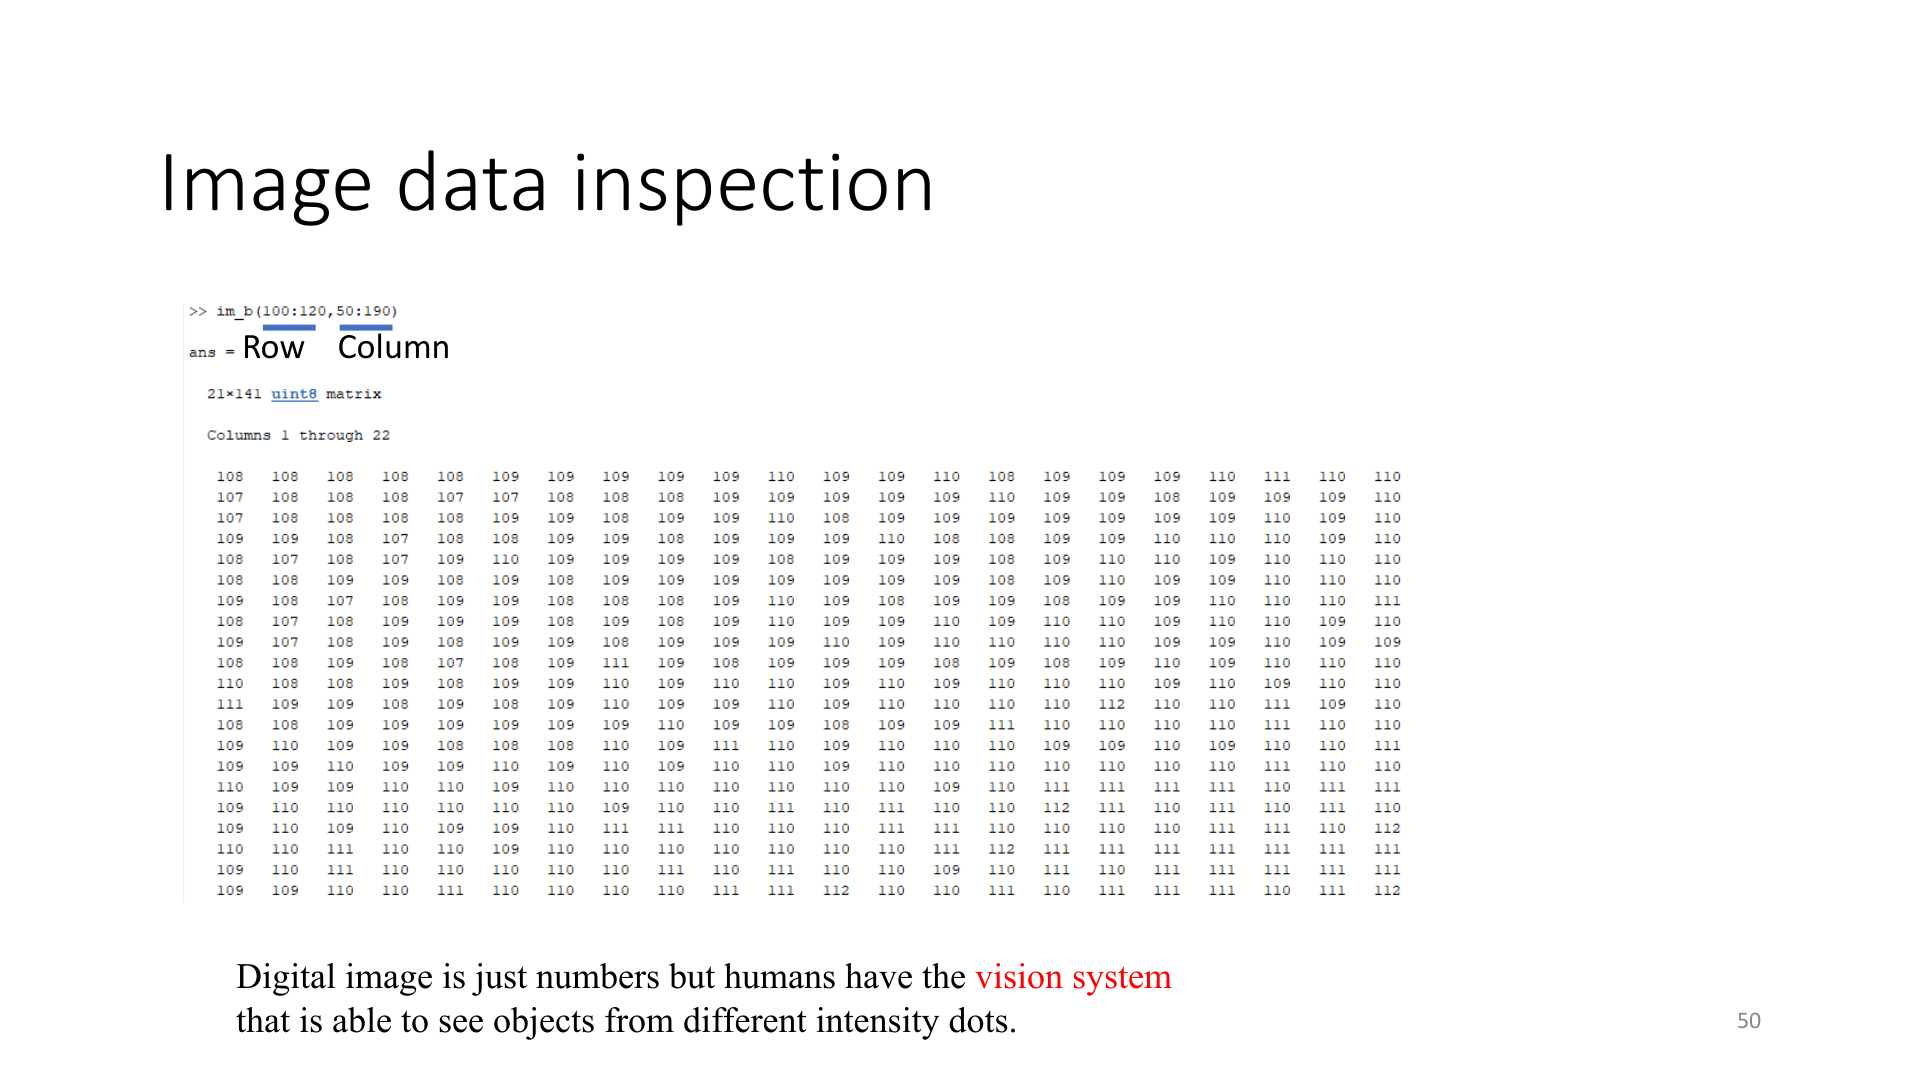 Image data inspection
>> im_b(100:120,50:190)
Row Column
ans =
21×141 uint8 matrix
Columns 1 through 22
108 108 108 108 108 109 109 109 109 109 110 109 109 110 108 109 109 109 110 111 110 110
107 108 108 108 107 107 108 108 108 109 109 109 109 109 110 109 109 108 109 109 109 110
107 108 108 108 108 109 109 108 109 109 110 108 109 109 109 109 109 109 109 110 109 110
109 109 108 107 108 108 109 109 108 109 109 109 110 108 108 109 109 110 110 110 109 110
108 107 108 107 109 110 109 109 109 109 108 109 109 109 108 109 110 110 109 110 110 110
108 108 109 109 108 109 108 109 109 109 109 109 109 109 108 109 110 109 109 110 110 110
109 108 107 108 109 109 108 108 108 109 110 109 108 109 109 108 109 109 110 110 110 111
108 107 108 109 109 109 108 109 108 109 110 109 109 110 109 110 110 109 110 110 109 110
109 107 108 109 108 109 109 108 109 109 109 110 109 110 110 110 110 109 109 110 109 109
108 108 109 108 107 108 109 111 109 108 109 109 109 108 109 108 109 110 109 110 110 110
110 108 108 109 108 109 109 110 109 110 110 109 110 109 110 110 110 109 110 109 110 110
111 109 109 108 109 108 109 110 109 109 110 109 110 110 110 110 112 110 110 111 109 110
108 108 109 109 109 109 109 109 110 109 109 108 109 109 111 110 110 110 110 111 110 110
109 110 109 109 108 108 108 110 109 111 110 109 110 110 110 109 109 110 109 110 110 111
109 109 110 109 109 110 109 110 109 110 110 109 110 110 110 110 110 110 110 111 110 110
110 109 109 110 110 109 110 110 110 110 110 110 110 109 110 111 111 111 111 110 111 111
109 110 110 110 110 110 110 109 110 110 111 110 111 110 110 112 111 110 111 110 111 110
109 110 109 110 109 109 110 111 111 110 110 110 111 111 110 110 110 110 111 111 110 112
110 110 111 110 110 109 110 110 110 110 110 110 110 111 112 111 111 111 111 111 111 111
109 110 111 110 110 110 110 110 111 110 111 110 110 109 110 111 110 111 111 111 111 111
109 109 110 110 111 110 110 110 110 111 111 112 110 110 111 110 111 111 111 110 111 112
Digital image is just numbers but humans have the vision system
that is able to see objects from different intensity dots.
50